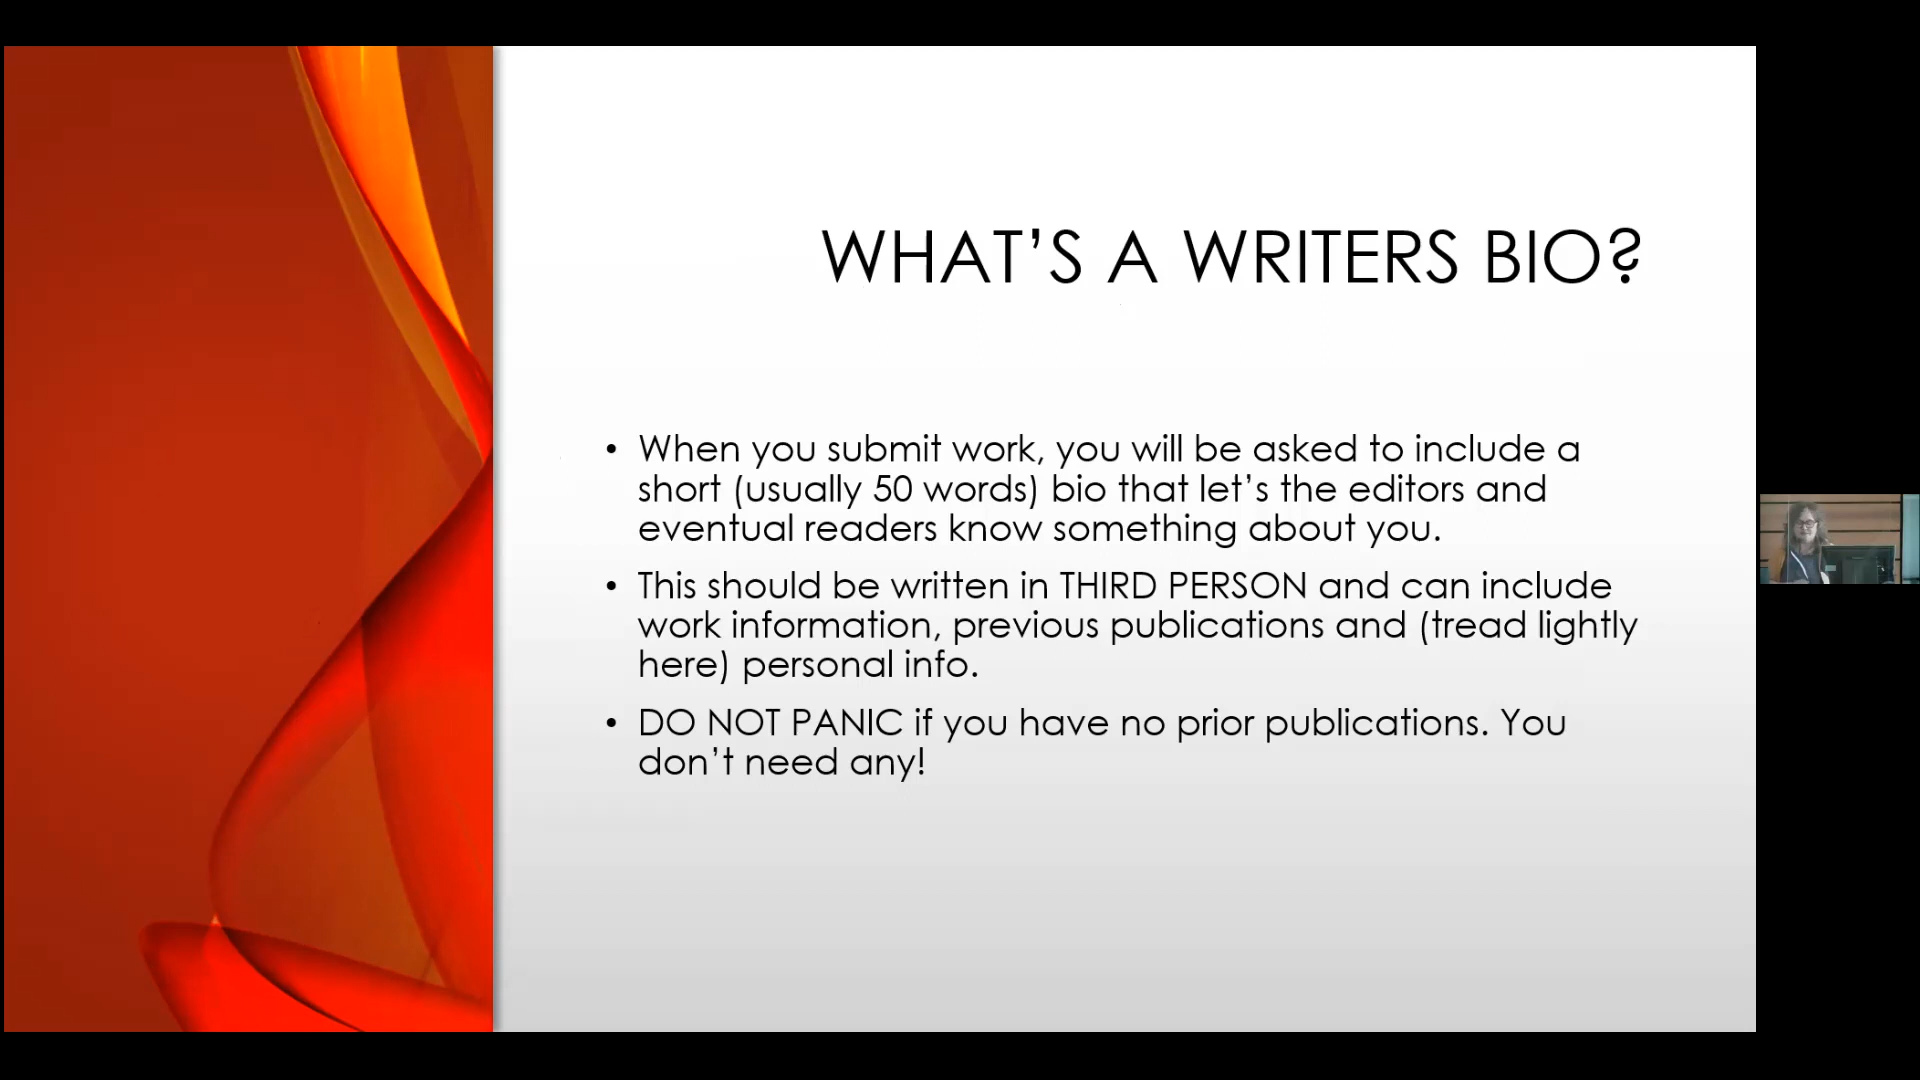 WHAT’S A WRITERS BIO?
• When you submit work, you will be asked to include a
short (usually 50 words) bio that let’s the editors and
eventual readers know something about you.
• This should be written in THIRD PERSON and can include
work information, previous publications and (tread lightly
here) personal info.
• DO NOT PANIC if you have no prior publications. You
don’t need any!